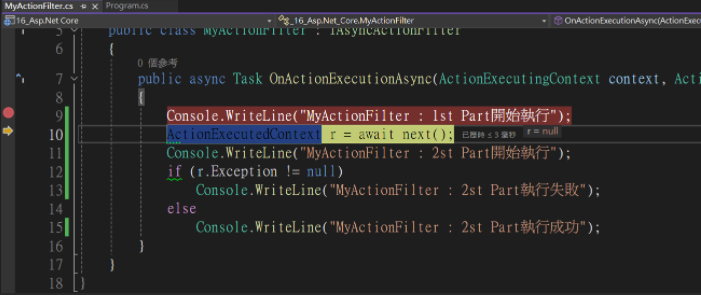 MyActionFilter.cs Program.cs
_16_Asp.Net Core _16_Asp.Net_Core.MyActionFilter OnActionExecutionAsync(ActionExecuti
5 public class MyActionFilter : IAsyncActionFilter
6 {
0 個參考
7 public async Task OnActionExecutionAsync(ActionExecutingContext context, Acti
8 {
9 Console.WriteLine("MyActionFilter : 1st Part開始執行");
10 ActionExecutedContext r = await next(); 已歷時 ≤ 3 毫秒 r = null
11 Console.WriteLine("MyActionFilter : 2st Part開始執行");
12 if (r.Exception != null)
13 Console.WriteLine("MyActionFilter : 2st Part執行失敗");
14 else
15 Console.WriteLine("MyActionFilter : 2st Part執行成功");
16 }
17 }
18 }